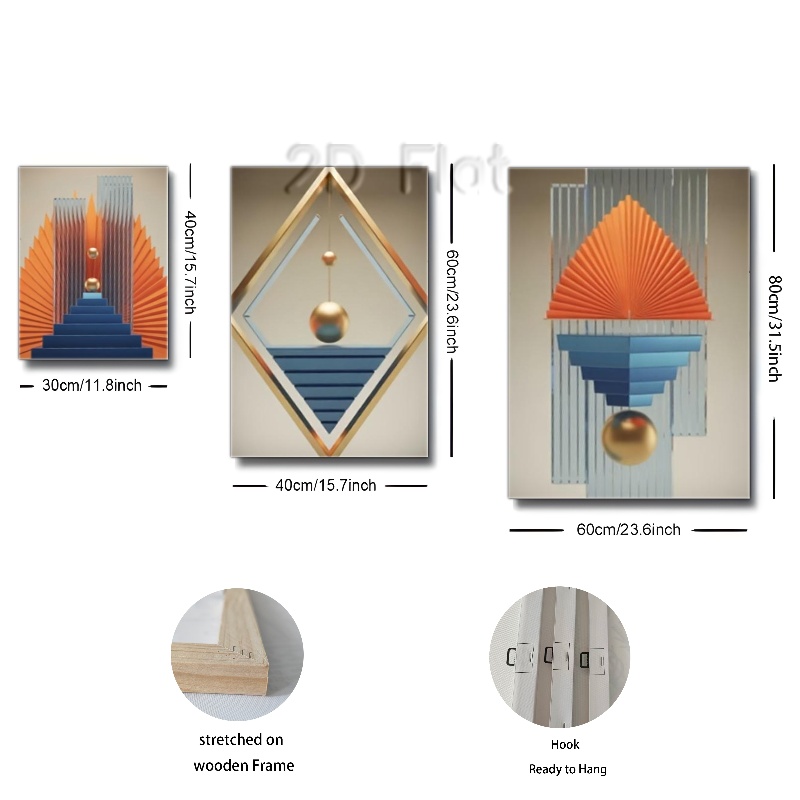 2D Flat
40cm/15.7inch
30cm/11.8inch
60cm/23.6inch
40cm/15.7inch
80cm/31.5inch
60cm/23.6inch
stretched on
wooden Frame
Hook
Ready to Hang